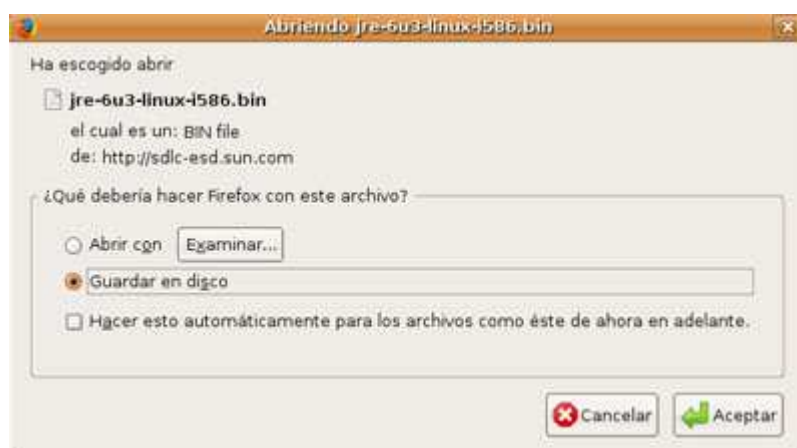 Abriendo jre-6u3-linux-i586.bin
Ha escogido abrir
jre-6u3-linux-i586.bin
el cual es un: BIN file
de: http://sdlc-esd.sun.com
¿Qué debería hacer Firefox con este archivo?
Abrir con Examinar...
Guardar en disco
Hacer esto automáticamente para los archivos como éste de ahora en adelante.
Cancelar Aceptar